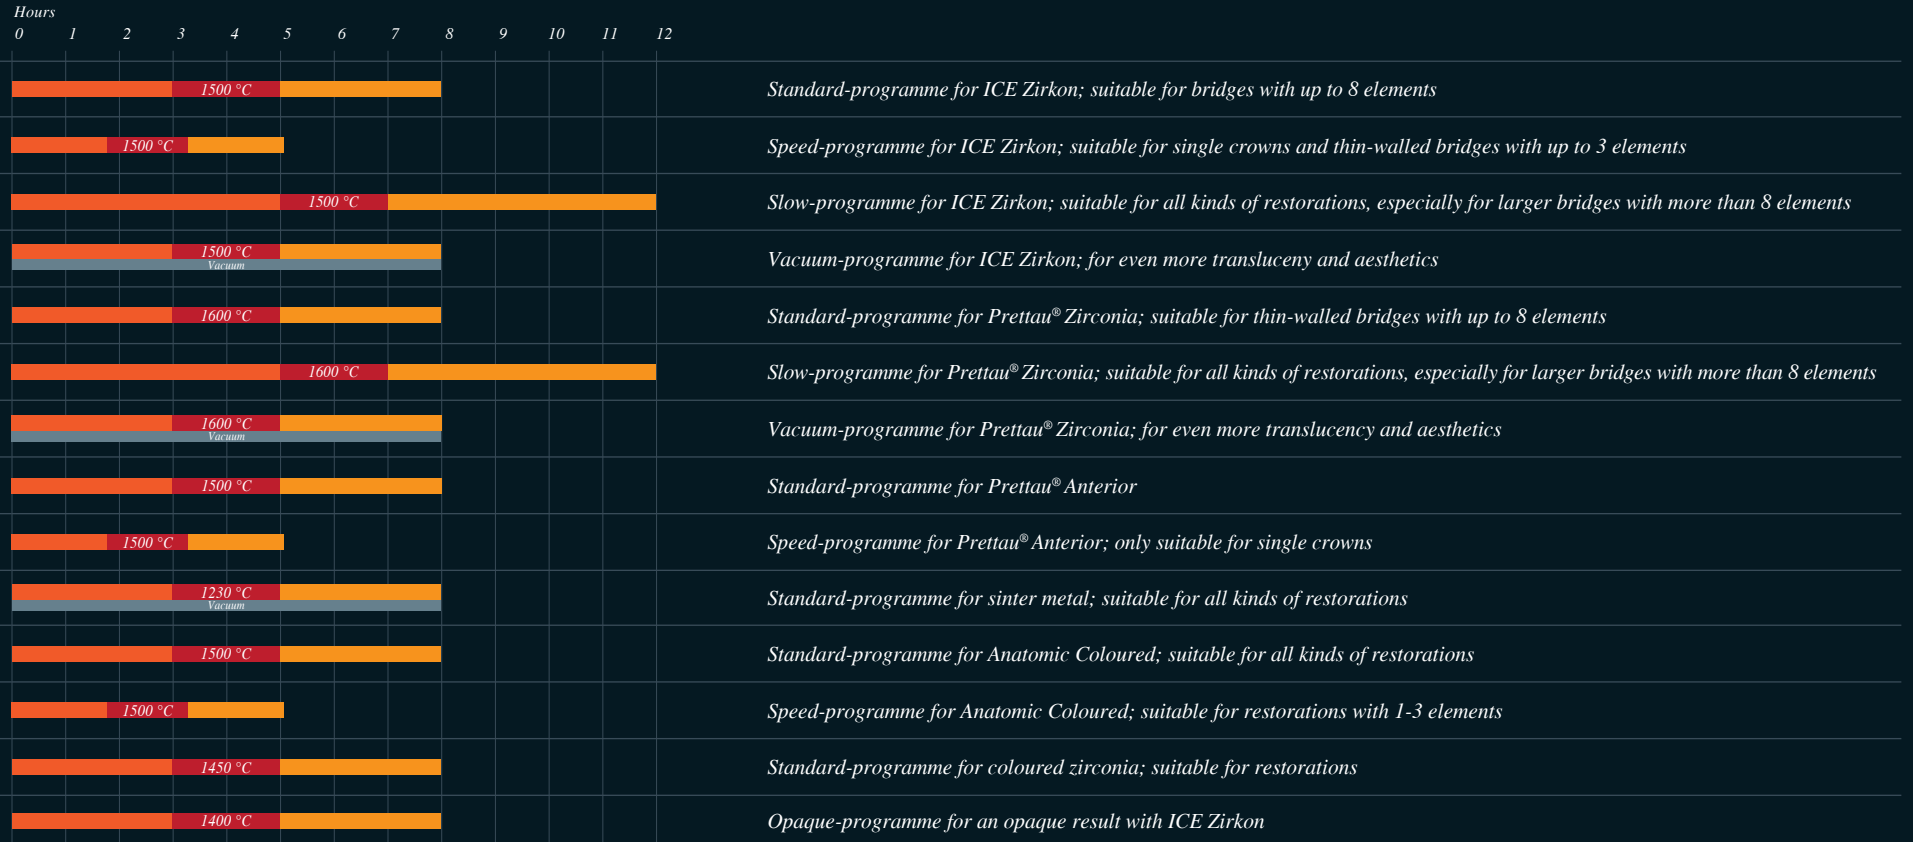 Hours
0 1 2 3 4 5 6 7 8 9 10 11 12
1500 °C Standard-programme for ICE Zirkon; suitable for bridges with up to 8 elements
1500 °C Speed-programme for ICE Zirkon; suitable for single crowns and thin-walled bridges with up to 3 elements
1500 °C Slow-programme for ICE Zirkon; suitable for all kinds of restorations, especially for larger bridges with more than 8 elements
1500 °C Vacuum-programme for ICE Zirkon; for even more transluceny and aesthetics
Vacuum
1600 °C Standard-programme for Prettau® Zirconia; suitable for thin-walled bridges with up to 8 elements
1600 °C Slow-programme for Prettau® Zirconia; suitable for all kinds of restorations, especially for larger bridges with more than 8 elements
1600 °C Vacuum-programme for Prettau® Zirconia; for even more translucency and aesthetics
Vacuum
1500 °C Standard-programme for Prettau® Anterior
1500 °C Speed-programme for Prettau® Anterior; only suitable for single crowns
1230 °C Standard-programme for sinter metal; suitable for all kinds of restorations
Vacuum
1500 °C Standard-programme for Anatomic Coloured; suitable for all kinds of restorations
1500 °C Speed-programme for Anatomic Coloured; suitable for restorations with 1-3 elements
1450 °C Standard-programme for coloured zirconia; suitable for restorations
1400 °C Opaque-programme for an opaque result with ICE Zirkon